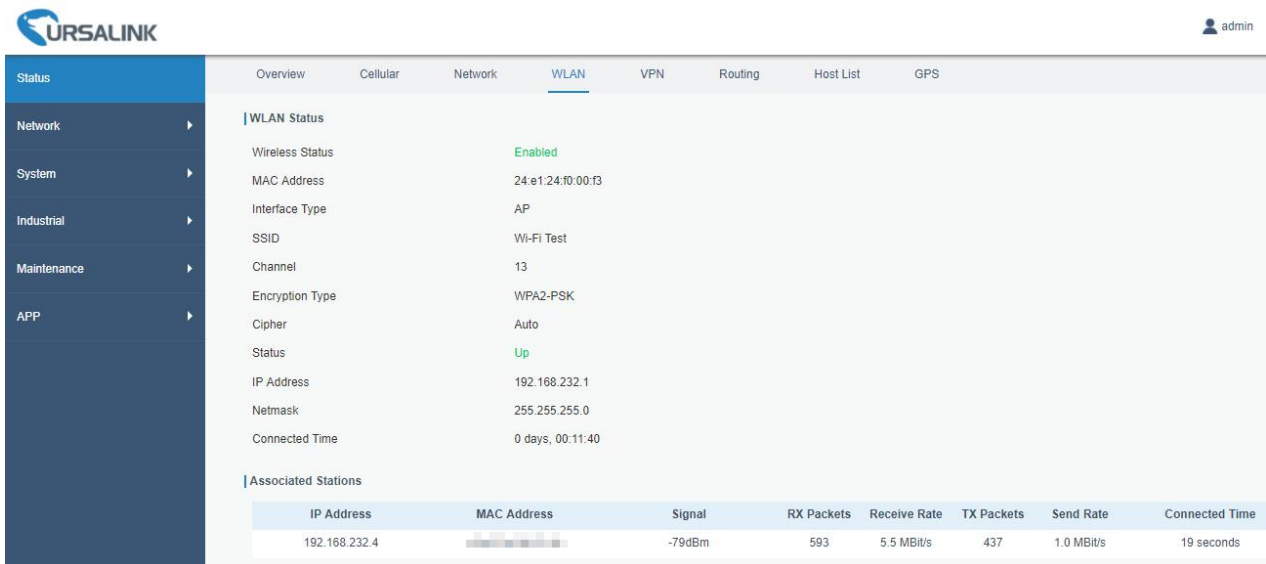 URSALINK
admin
Status
Overview Cellular Network WLAN VPN Routing Host List GPS
Network
System
Industrial
Maintenance
APP
WLAN Status
Wireless Status Enabled
MAC Address 24:e1:24:f0:00:f3
Interface Type AP
SSID Wi-Fi Test
Channel 13
Encryption Type WPA2-PSK
Cipher Auto
Status Up
IP Address 192.168.232.1
Netmask 255.255.255.0
Connected Time 0 days, 00:11:40
Associated Stations
IP Address MAC Address Signal RX Packets Receive Rate TX Packets Send Rate Connected Time
192.168.232.4 -79dBm 593 5.5 MBit/s 437 1.0 MBit/s 19 seconds